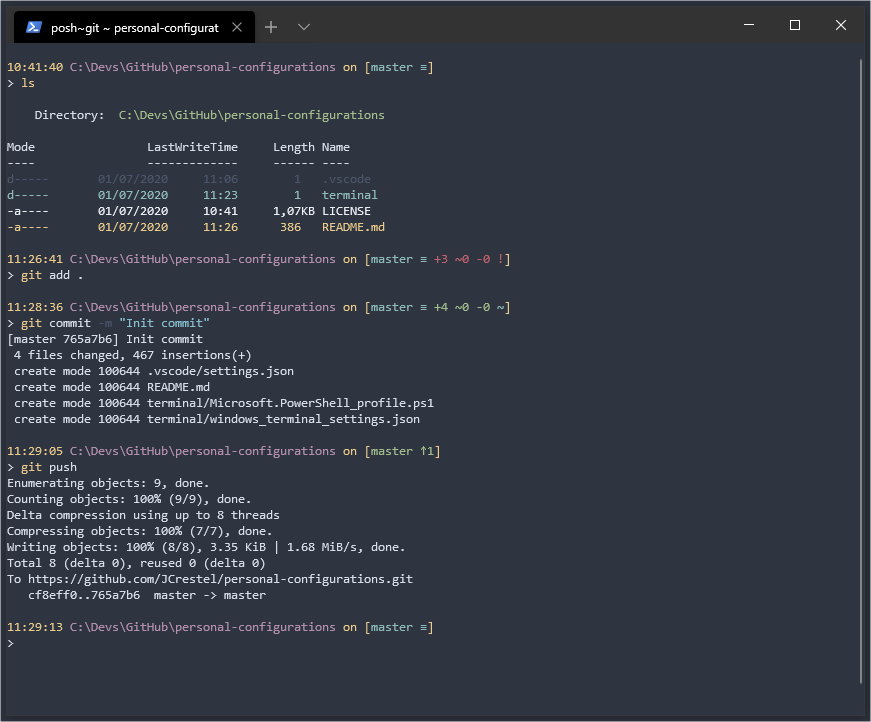 posh~git ~ personal-configurat
10:41:40 C:\Devs\GitHub\personal-configurations on [master ≡]
> ls
Directory:  C:\Devs\GitHub\personal-configurations
Mode                LastWriteTime     Length Name
----                -------------     ------ ----
d-----       01/07/2020     11:06        1   .vscode
d-----       01/07/2020     11:23        1   terminal
-a----       01/07/2020     10:41     1,07KB LICENSE
-a----       01/07/2020     11:26      386   README.md
11:26:41 C:\Devs\GitHub\personal-configurations on [master ≡ +3 ~0 -0 !]
> git add .
11:28:36 C:\Devs\GitHub\personal-configurations on [master ≡ +4 ~0 -0 ~]
> git commit -m "Init commit"
[master 765a7b6] Init commit
 4 files changed, 467 insertions(+)
 create mode 100644 .vscode/settings.json
 create mode 100644 README.md
 create mode 100644 terminal/Microsoft.PowerShell_profile.ps1
 create mode 100644 terminal/windows_terminal_settings.json
11:29:05 C:\Devs\GitHub\personal-configurations on [master ↑1]
> git push
Enumerating objects: 9, done.
Counting objects: 100% (9/9), done.
Delta compression using up to 8 threads
Compressing objects: 100% (7/7), done.
Writing objects: 100% (8/8), 3.35 KiB | 1.68 MiB/s, done.
Total 8 (delta 0), reused 0 (delta 0)
To https://github.com/JCrestel/personal-configurations.git
   cf8eff0..765a7b6  master -> master
11:29:13 C:\Devs\GitHub\personal-configurations on [master ≡]
>